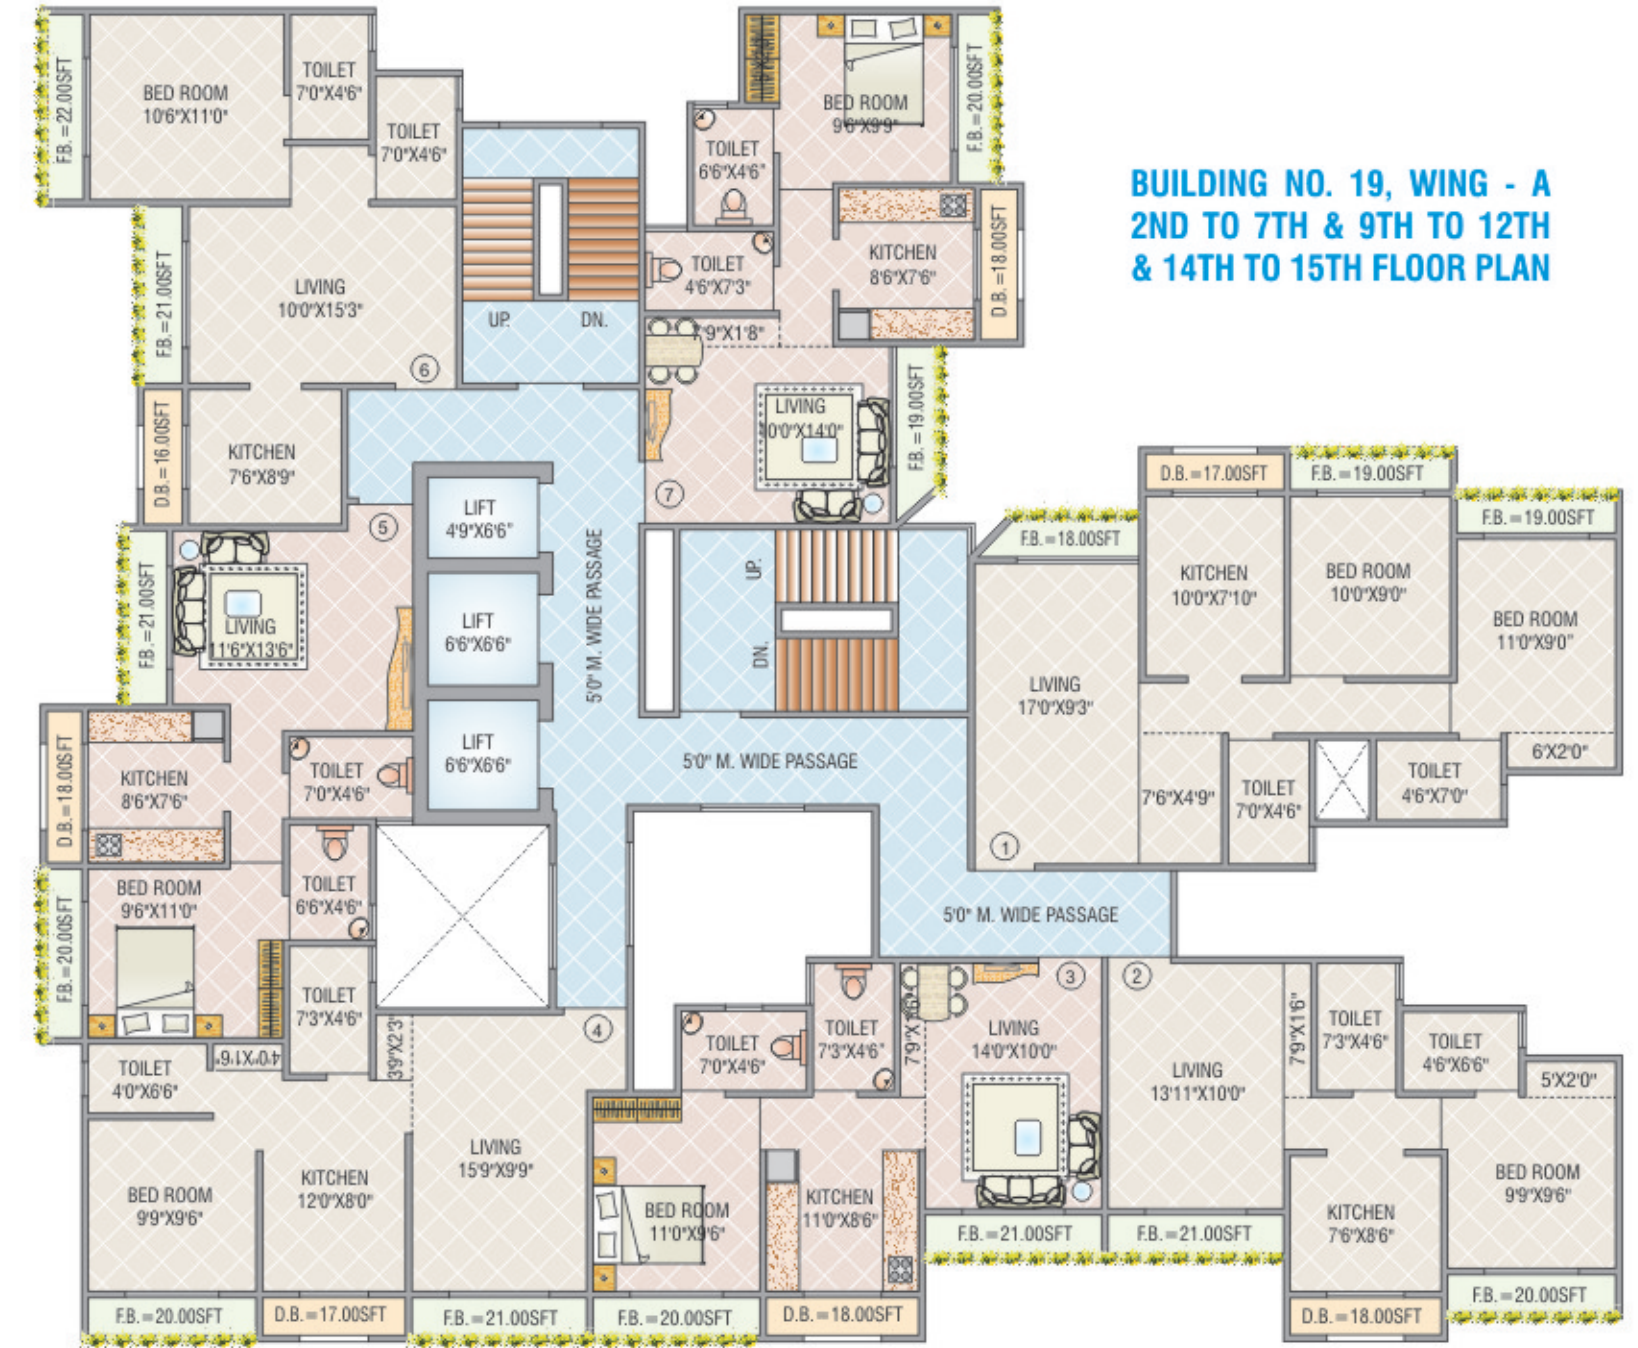 BUILDING NO. 19, WING - A
2ND TO 7TH & 9TH TO 12TH
& 14TH TO 15TH FLOOR PLAN
F.B. = 22.00SFT
BED ROOM
10'6"X11'0"
TOILET
7'0"X4'6"
TOILET
7'0"X4'6"
F.B. = 21.00SFT
LIVING
10'0"X15'3"
6
D.B. = 16.00SFT
KITCHEN
7'6"X8'9"
UP.
DN.
BED ROOM
9'6"X9'9"
F.B. = 20.00SFT
TOILET
6'6"X4'6"
TOILET
4'6"X7'3"
KITCHEN
8'6"X7'6"
D.B. = 18.00SFT
7'9"X1'8"
LIVING
10'0"X14'0"
F.B. = 19.00SFT
7
5
F.B. = 21.00SFT
LIVING
11'6"X13'6"
LIFT
4'9"X6'6"
LIFT
6'6"X6'6"
LIFT
6'6"X6'6"
5'0" M. WIDE PASSAGE
UP.
DN.
5'0" M. WIDE PASSAGE
5'0" M. WIDE PASSAGE
D.B. = 18.00SFT
KITCHEN
8'6"X7'6"
TOILET
7'0"X4'6"
TOILET
6'6"X4'6"
BED ROOM
9'6"X11'0"
F.B. = 20.00SFT
D.B. = 17.00SFT
F.B. = 19.00SFT
F.B. = 19.00SFT
F.B. = 18.00SFT
KITCHEN
10'0"X7'10"
BED ROOM
10'0"X9'0"
BED ROOM
11'0"X9'0"
LIVING
17'0"X9'3"
6'X2'0"
7'6"X4'9"
TOILET
7'0"X4'6"
TOILET
4'6"X7'0"
1
TOILET
7'3"X4'6"
3'9"X2'3"
4
TOILET
4'0"X6'6"
4'0"X1'6"
LIVING
15'9"X9'9"
KITCHEN
12'0"X8'0"
BED ROOM
9'9"X9'6"
F.B. = 20.00SFT
D.B. = 17.00SFT
F.B. = 21.00SFT
TOILET
7'0"X4'6"
TOILET
7'3"X4'6"
3
LIVING
14'0"X10'0"
BED ROOM
11'0"X9'6"
KITCHEN
11'0"X8'6"
F.B. = 20.00SFT
D.B. = 18.00SFT
F.B. = 21.00SFT
2
LIVING
13'11"X10'0"
7'9"X1'6"
TOILET
7'3"X4'6"
TOILET
4'6"X6'6"
5'X2'0"
BED ROOM
9'9"X9'6"
KITCHEN
7'6"X8'6"
F.B. = 21.00SFT
D.B. = 18.00SFT
F.B. = 20.00SFT